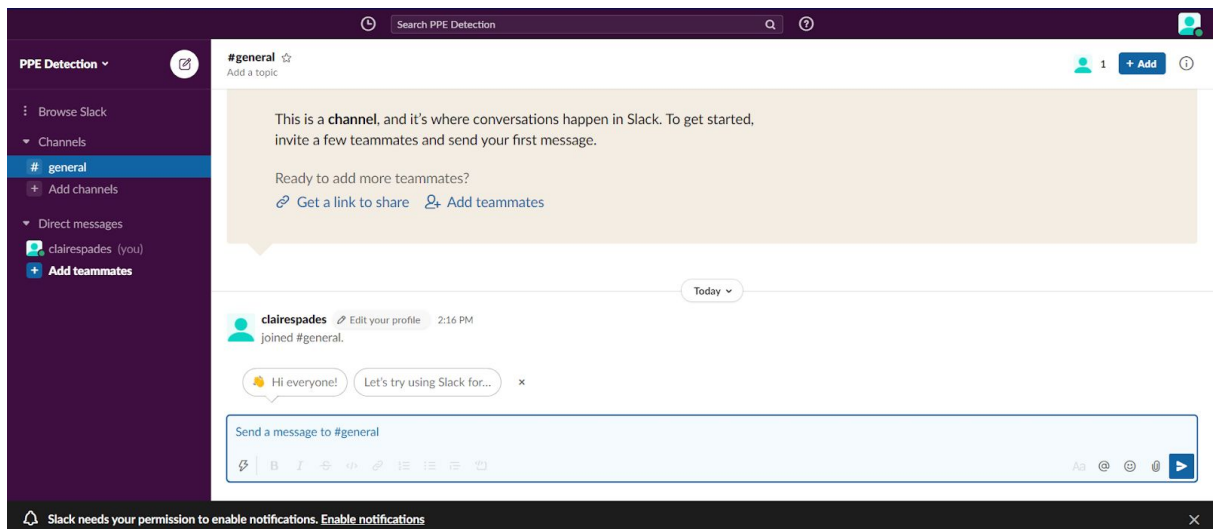 Search PPE Detection
PPE Detection
#general
Add a topic
1
+ Add
Browse Slack
Channels
# general
+ Add channels
Direct messages
clairespades (you)
+ Add teammates
This is a channel, and it's where conversations happen in Slack. To get started,
invite a few teammates and send your first message.
Ready to add more teammates?
Get a link to share Add teammates
Today
clairespades Edit your profile 2:16 PM
joined #general.
Hi everyone! Let's try using Slack for...
Send a message to #general
B I S </> Aa @
Slack needs your permission to enable notifications. Enable notifications